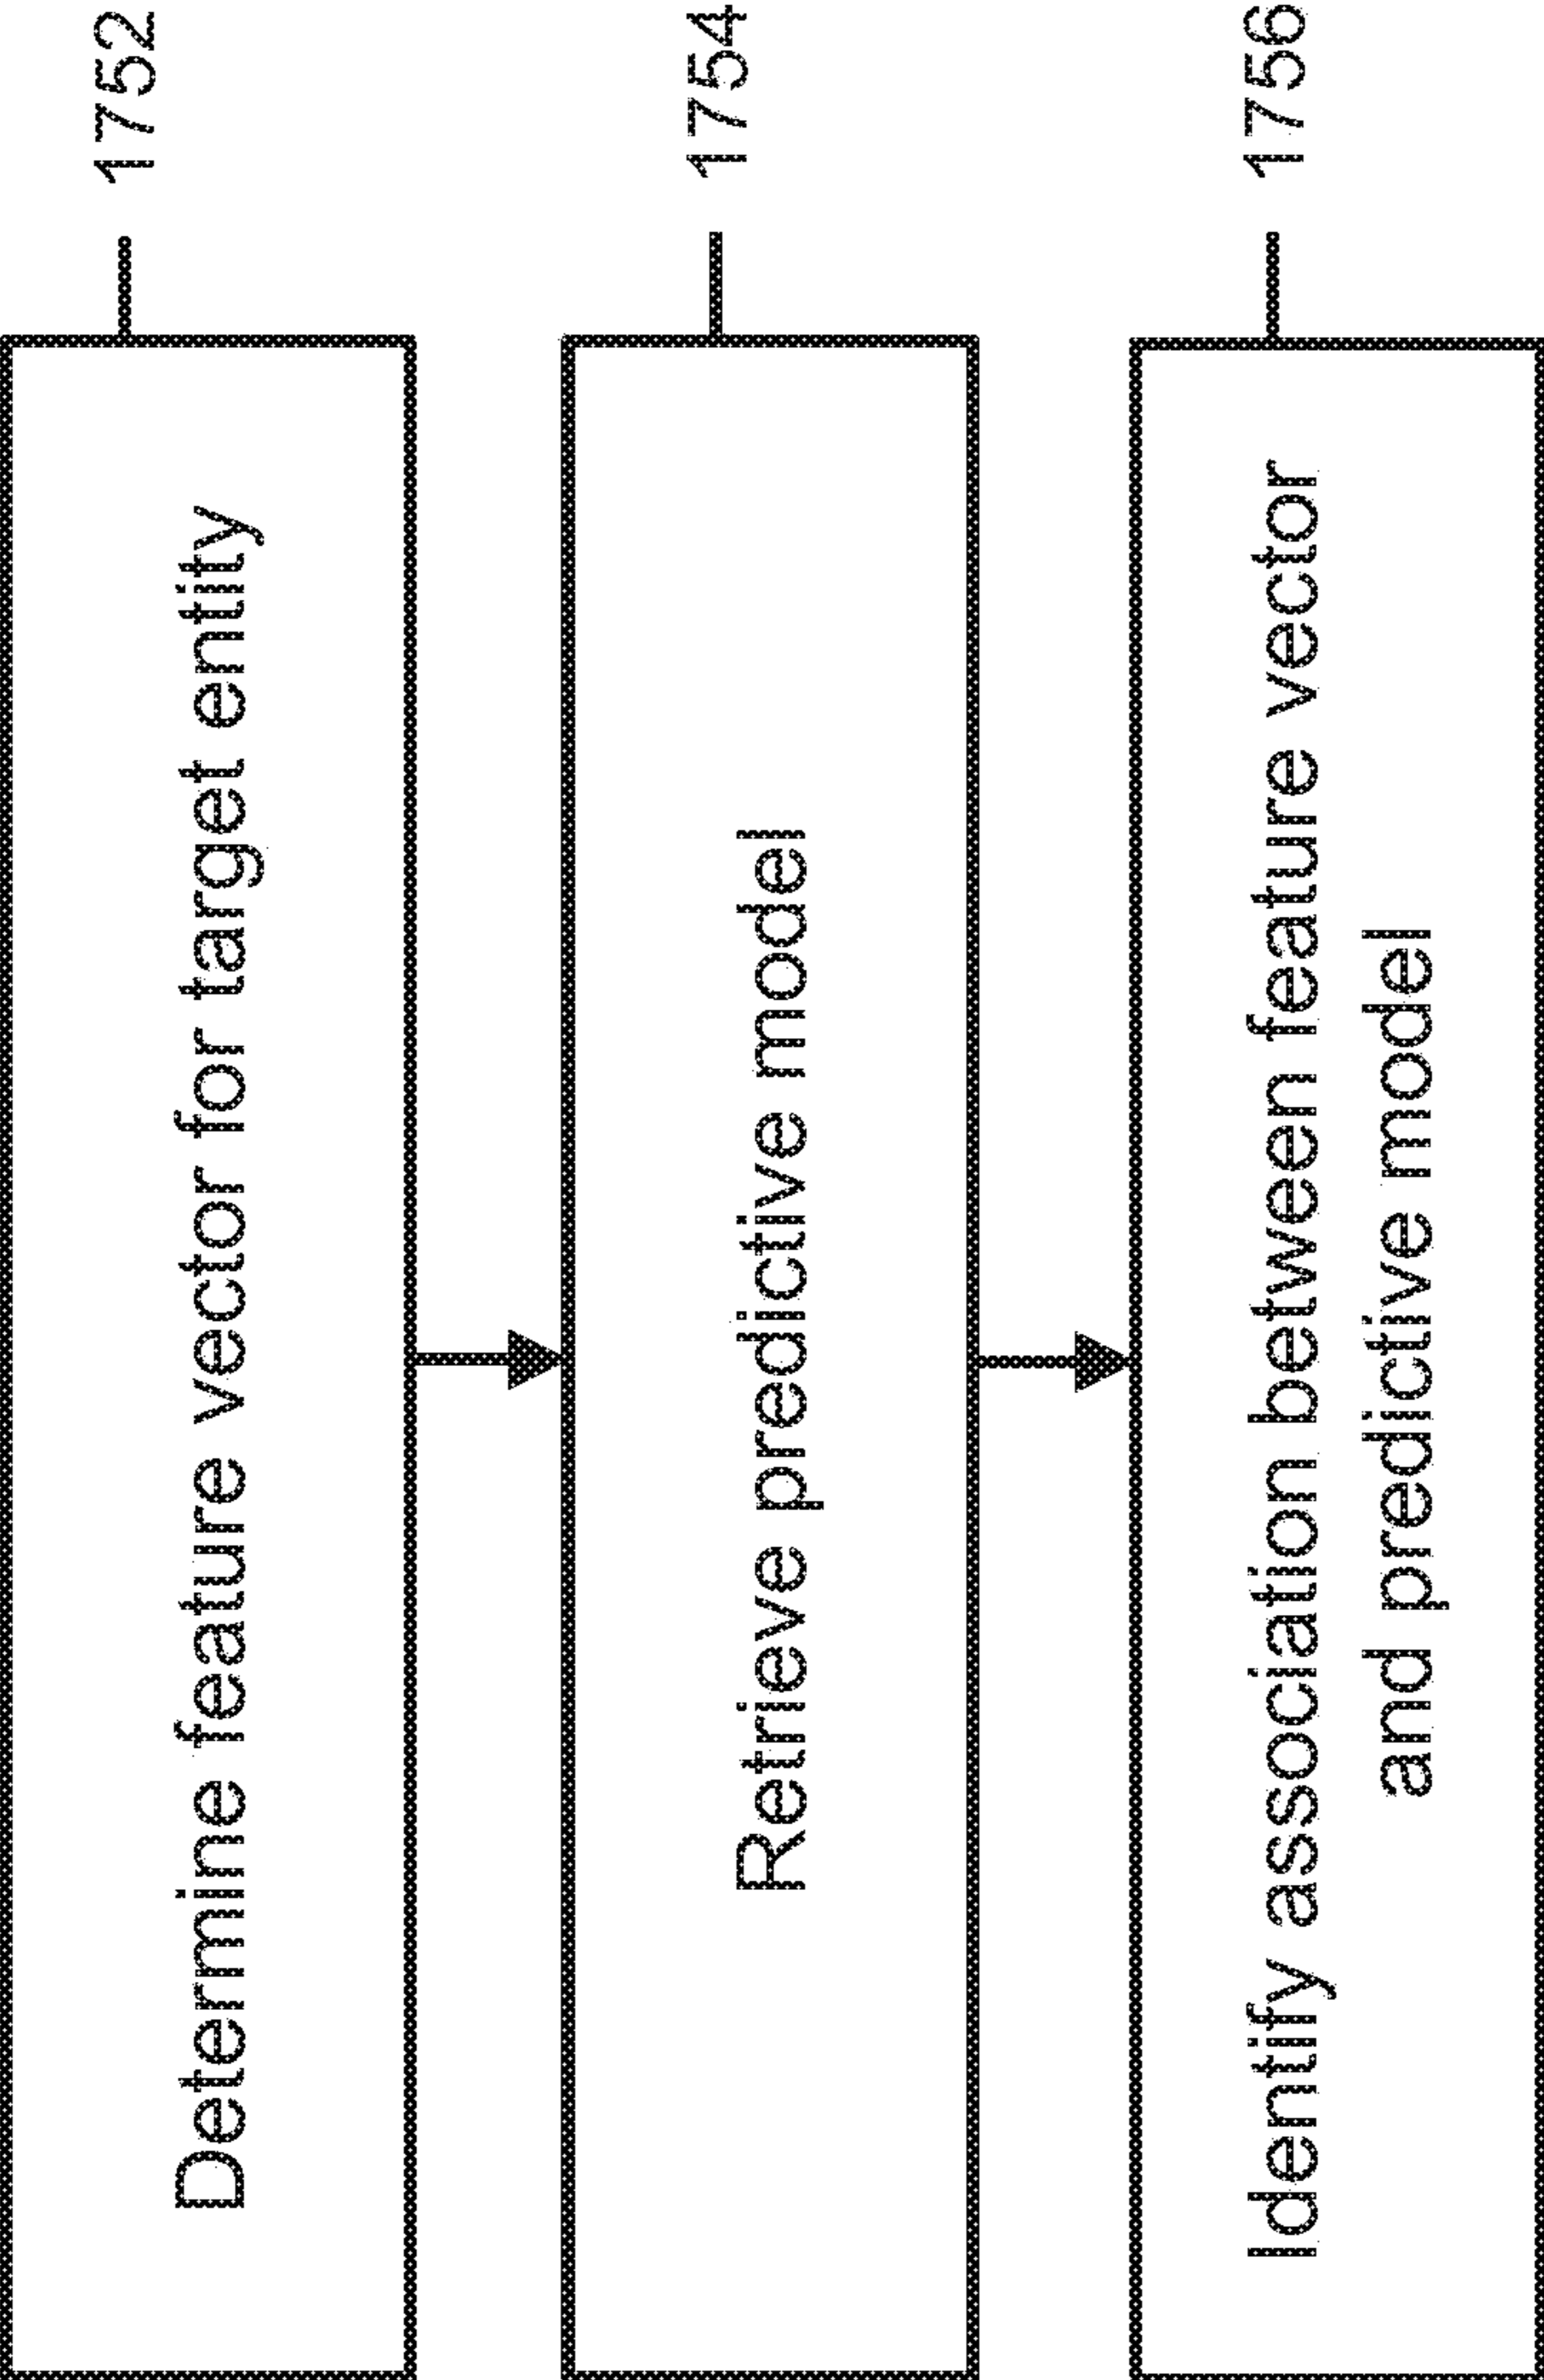 Determine feature vector for target entity
1752
Retrieve predictive model
1754
Identify association between feature vector
and predictive model
1756